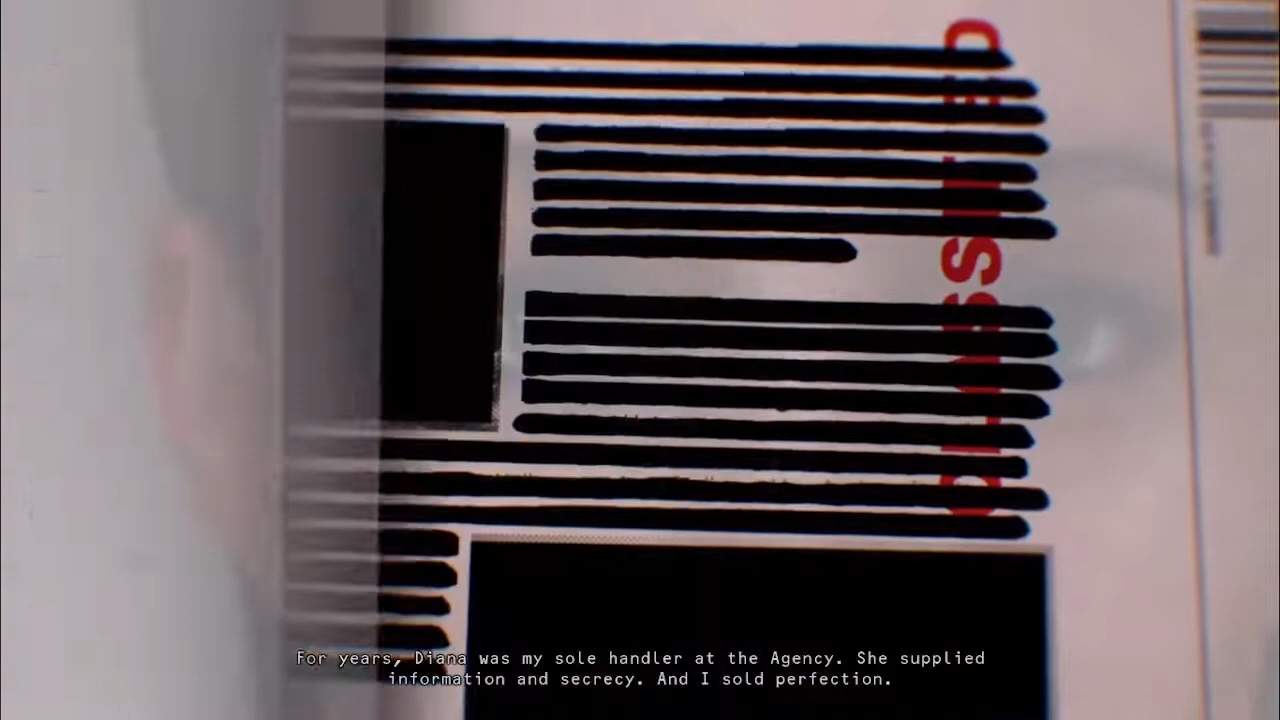 For years, Diana was my sole handler at the Agency. She supplied
information and secrecy. And I sold perfection.